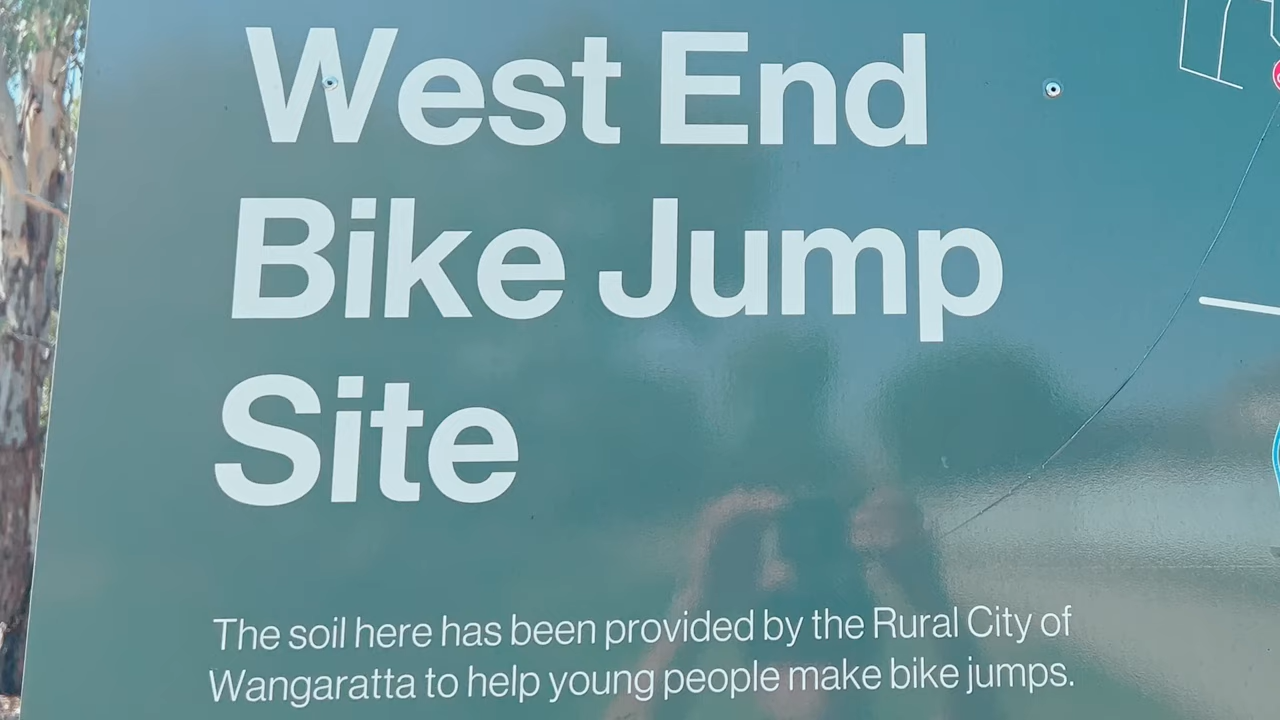 West End
Bike Jump
Site
The soil here has been provided by the Rural City of
Wangaratta to help young people make bike jumps.